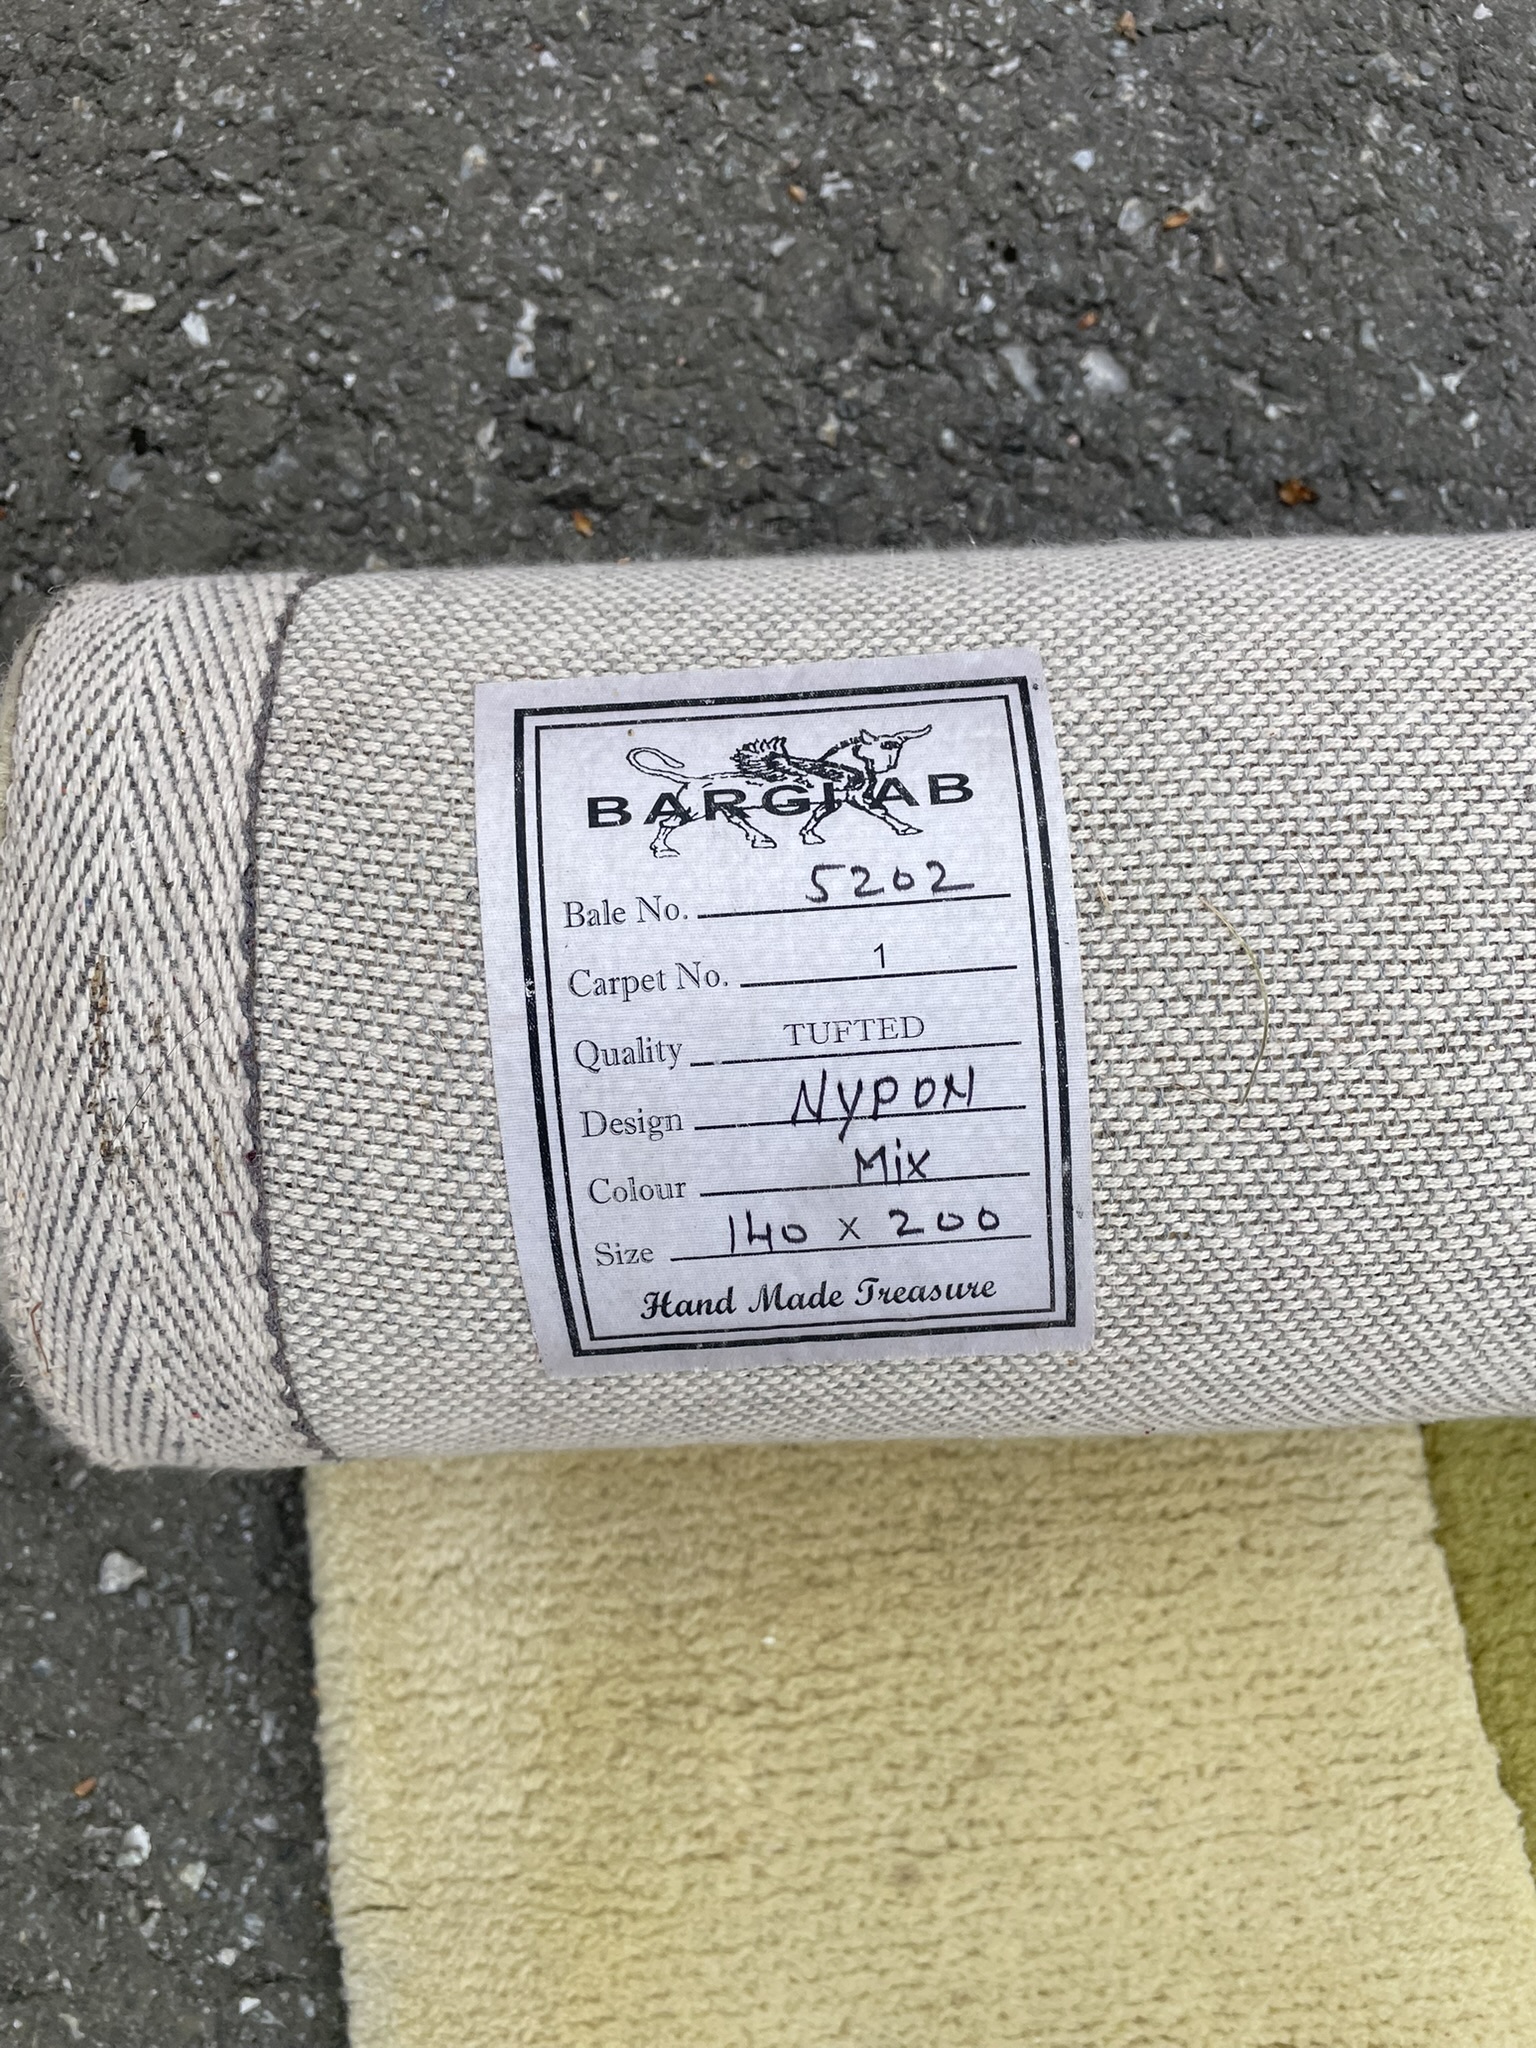 BARGHAB
Bale No. 5202
Carpet No. 1
Quality TUFTED
Design NYPON
Colour Mix
Size 140 x 200
Hand Made Treasure